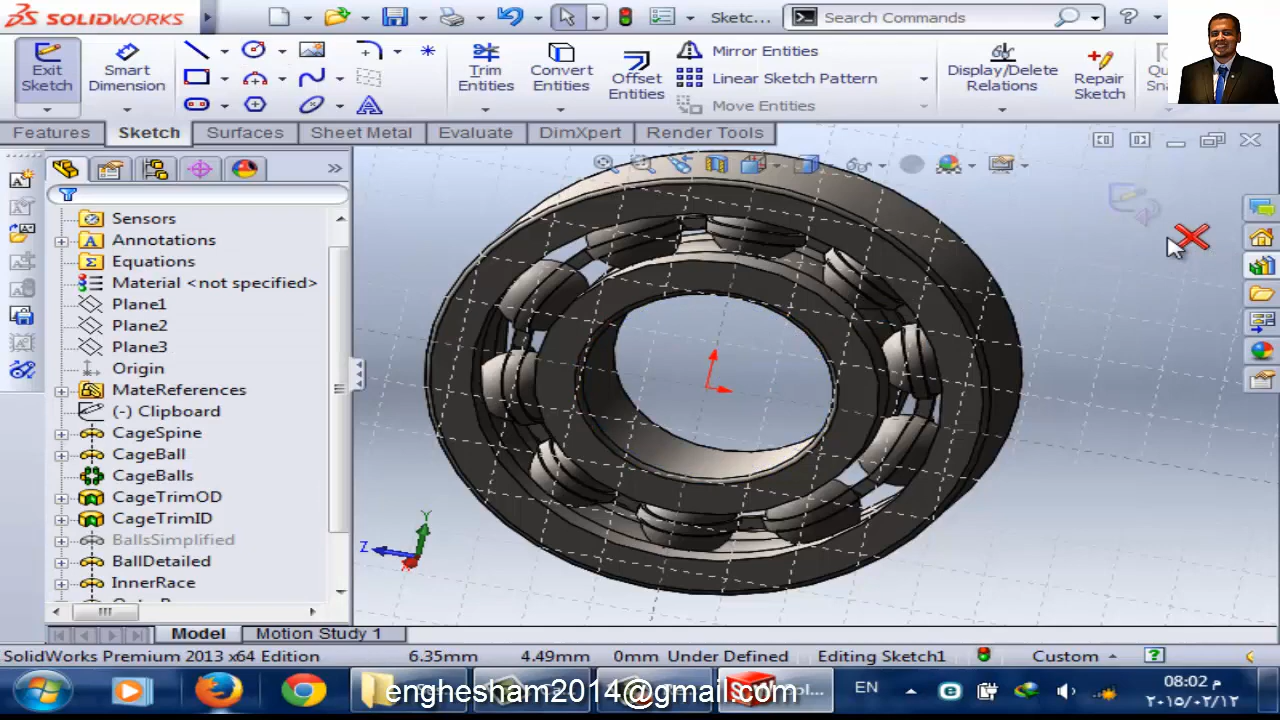 SOLIDWORKS
Sketc...
Search Commands
Exit Sketch
Smart Dimension
Trim Entities
Convert Entities
Offset Entities
Mirror Entities
Linear Sketch Pattern
Move Entities
Display/Delete Relations
Repair Sketch
Features
Sketch
Surfaces
Sheet Metal
Evaluate
DimXpert
Render Tools
Sensors
Annotations
Equations
Material <not specified>
Plane1
Plane2
Plane3
Origin
MateReferences
(-) Clipboard
CageSpine
CageBall
CageBalls
CageTrimOD
CageTrimID
BallsSimplified
BallDetailed
InnerRace
Y
Z
Model
Motion Study 1
SolidWorks Premium 2013 x64 Edition
6.35mm
4.49mm
0mm
Under Defined
Editing Sketch1
Custom
enghesham2014@gmail.com
EN
08:02 م
٢٠١٥/٠٢/١٢